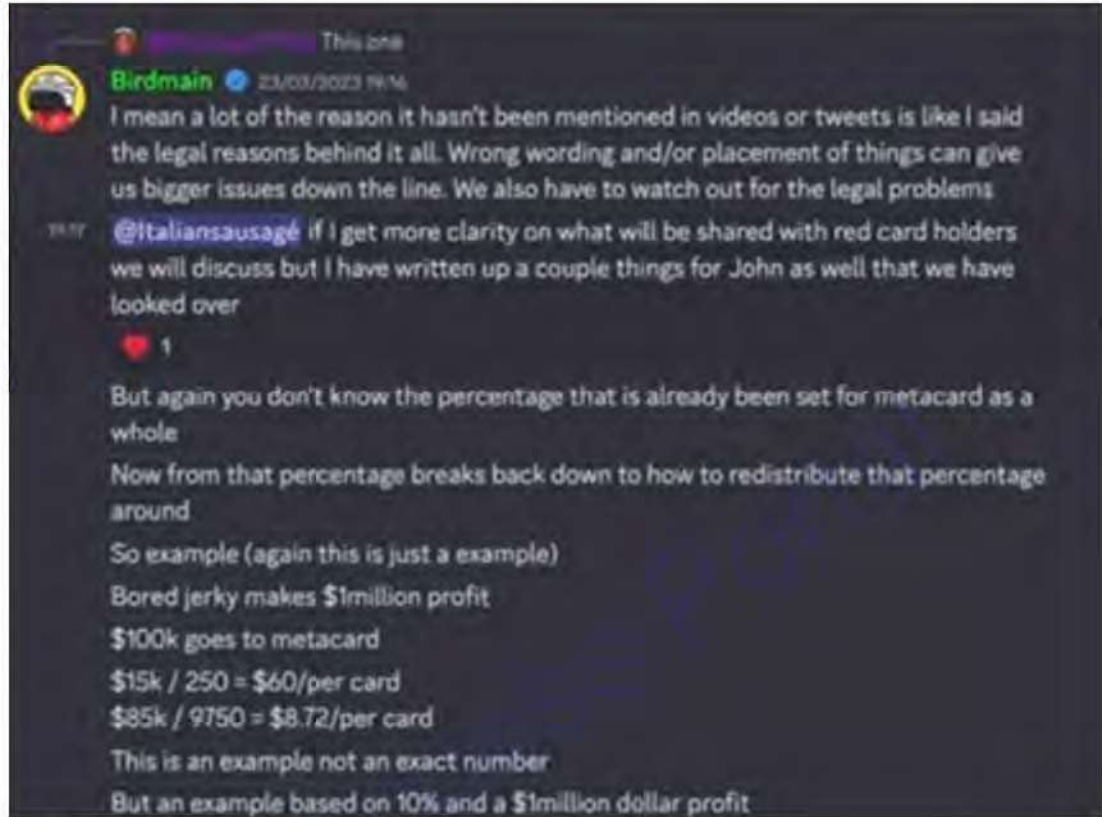 This one
Birdmain 23/03/2023 19:14
I mean a lot of the reason it hasn't been mentioned in videos or tweets is like I said
the legal reasons behind it all. Wrong wording and/or placement of things can give
us bigger issues down the line. We also have to watch out for the legal problems
@Italiansausagé if I get more clarity on what will be shared with red card holders
we will discuss but I have written up a couple things for John as well that we have
looked over
1
But again you don't know the percentage that is already been set for metacard as a
whole
Now from that percentage breaks back down to how to redistribute that percentage
around
So example (again this is just a example)
Bored jerky makes $1million profit
$100k goes to metacard
$15k / 250 = $60/per card
$85k / 9750 = $8.72/per card
This is an example not an exact number
But an example based on 10% and a $1million dollar profit